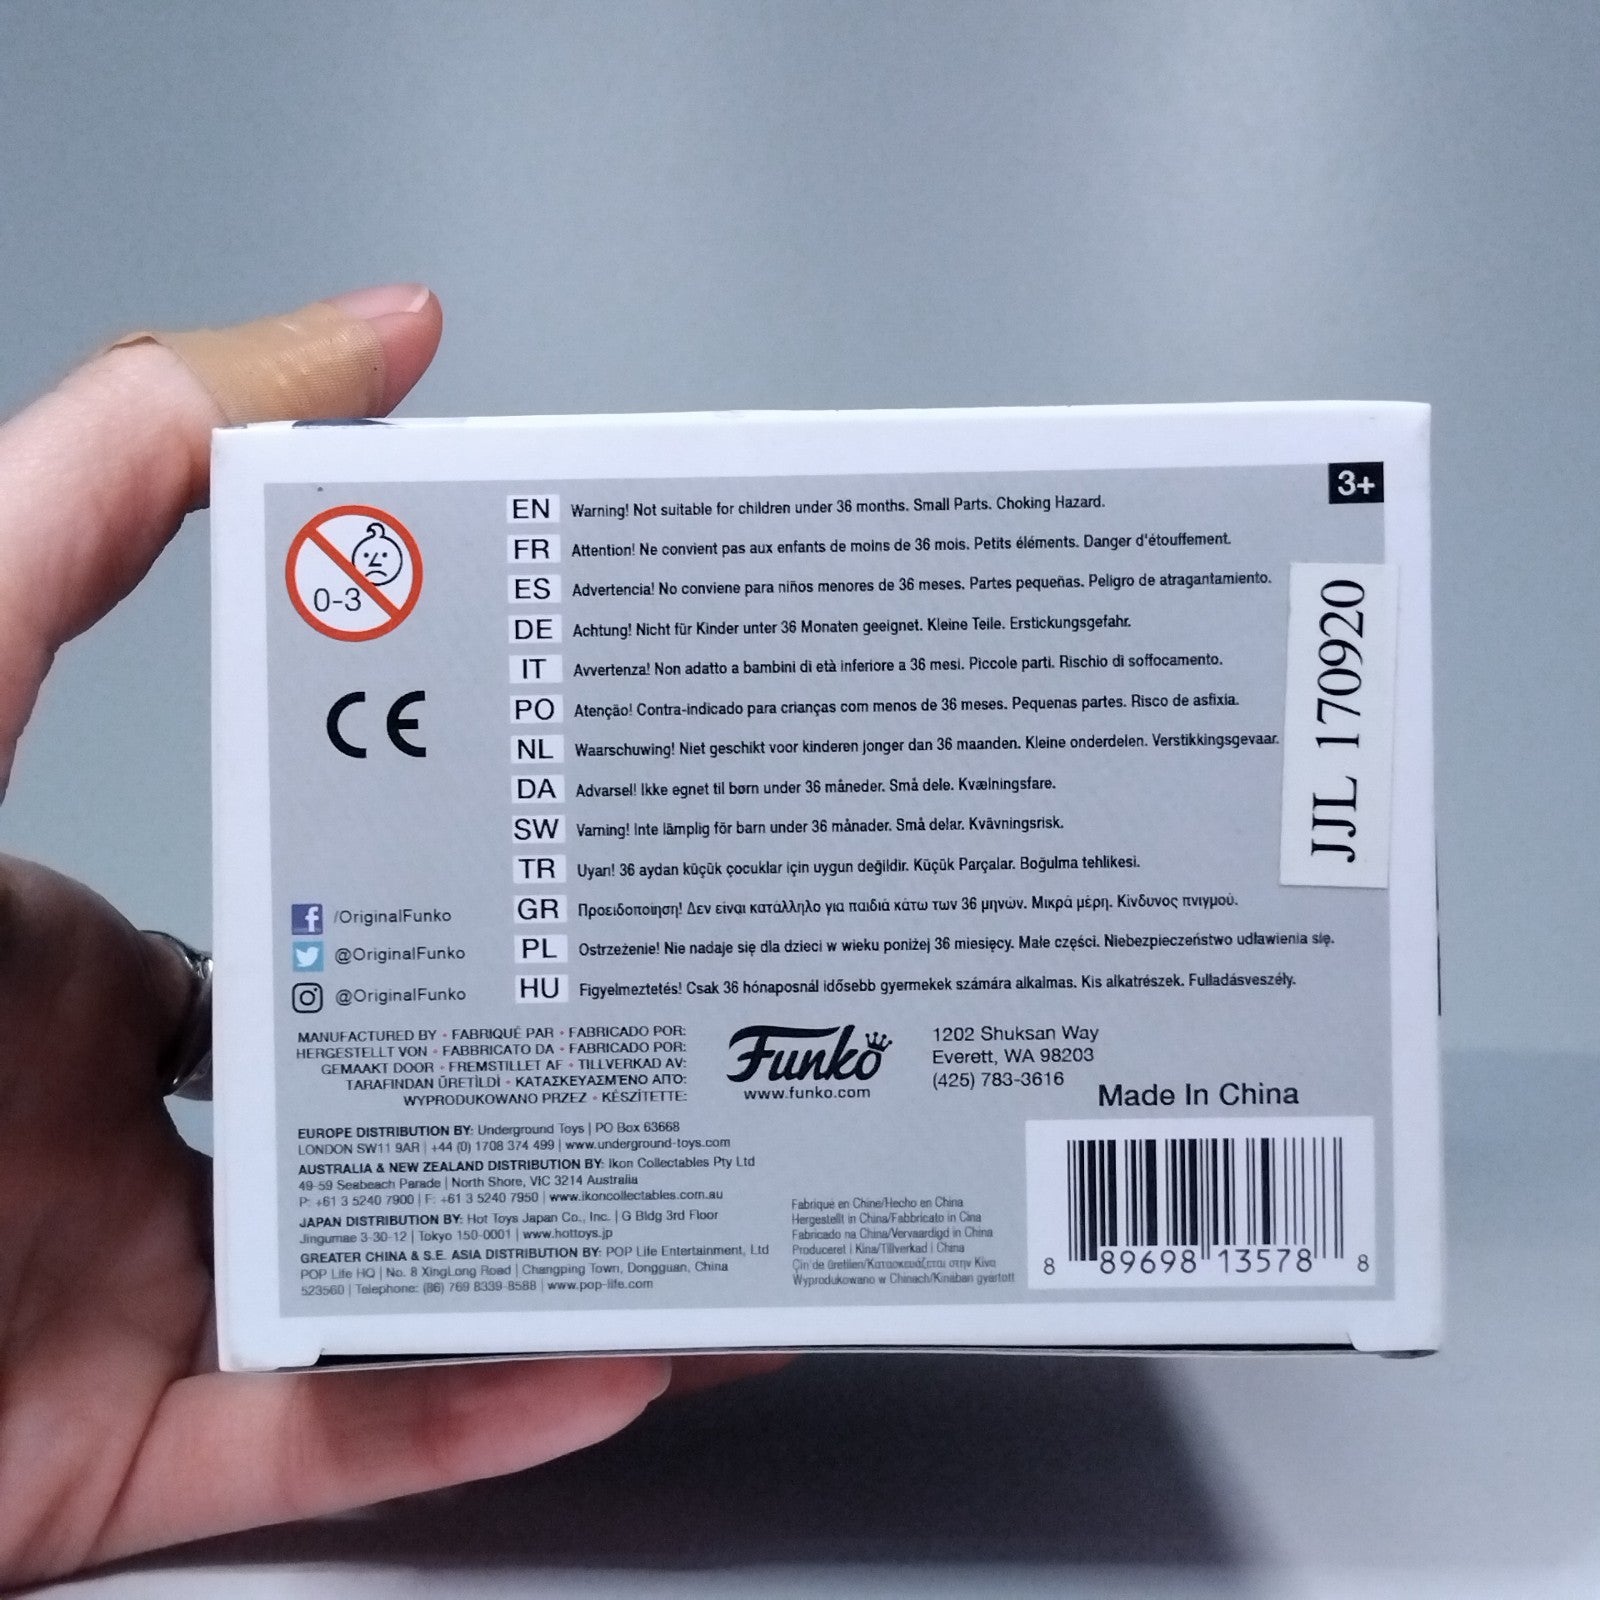 3+
0-3
EN Warning! Not suitable for children under 36 months. Small Parts. Choking Hazard.
FR Attention! Ne convient pas aux enfants de moins de 36 mois. Petits éléments. Danger d'étouffement.
ES Advertencia! No conviene para niños menores de 36 meses. Partes pequeñas. Peligro de atragantamiento.
DE Achtung! Nicht für Kinder unter 36 Monaten geeignet. Kleine Teile. Erstickungsgefahr.
IT Avvertenza! Non adatto a bambini di età inferiore a 36 mesi. Piccole parti. Rischio di soffocamento.
PO Atenção! Contra-indicado para crianças com menos de 36 meses. Pequenas partes. Risco de asfixia.
NL Waarschuwing! Niet geschikt voor kinderen jonger dan 36 maanden. Kleine onderdelen. Verstikkingsgevaar.
DA Advarsel! Ikke egnet til børn under 36 måneder. Små dele. Kvælningsfare.
SW Varning! Inte lämplig för barn under 36 månader. Små delar. Kvävningsrisk.
TR Uyan! 36 aydan küçük çocuklar için uygun değildir. Küçük Parçalar. Boğulma tehlikesi.
GR Προειδοποίηση! Δεν είναι κατάλληλο για παιδιά κάτω των 36 μηνών. Μικρά μέρη. Κίνδυνος πνιγμού.
PL Ostrzeżenie! Nie nadaje się dla dzieci w wieku poniżej 36 miesięcy. Małe części. Niebezpieczeństwo udławienia się.
HU Figyelmeztetés! Csak 36 hónaposnál idősebb gyermekek számára alkalmas. Kis alkatrészek. Fulladásveszély.
JJL 170920
CE
/OriginalFunko
@OriginalFunko
@OriginalFunko
MANUFACTURED BY • FABRIQUÉ PAR • FABRICADO POR:
HERGESTELLT VON • FABBRICATO DA • FABRICADO POR:
GEMAAKT DOOR • FREMSTILLET AF • TILLVERKAD AV:
TARAFINDAN ÜRETİLDİ • ΚΑΤΑΣΚΕΥΑΣΜΈΝΟ ΑΠΌ:
WYPRODUKOWANO PRZEZ • KÉSZÍTETTE:
Funko
www.funko.com
1202 Shuksan Way
Everett, WA 98203
(425) 783-3616
Made In China
EUROPE DISTRIBUTION BY: Underground Toys | PO Box 63668
LONDON SW11 9AR | +44 (0) 1708 374 499 | www.underground-toys.com
AUSTRALIA & NEW ZEALAND DISTRIBUTION BY: Ikon Collectables Pty Ltd
49-59 Seabeach Parade | North Shore, VIC 3214 Australia
P: +61 3 5240 7900 | F: +61 3 5240 7950 | www.ikoncollectables.com.au
JAPAN DISTRIBUTION BY: Hot Toys Japan Co., Inc. | G Bldg 3rd Floor
Jingumae 3-30-12 | Tokyo 150-0001 | www.hottoys.jp
GREATER CHINA & S.E. ASIA DISTRIBUTION BY: POP Life Entertainment, Ltd
POP Life HQ | No. 8 XingLong Road | Changping Town, Dongguan, China
523560 | Telephone: (86) 769 8339-8588 | www.pop-life.com
Fabriqué en Chine/Hecho en China
Hergestellt in China/Fabbricato in Cina
Fabricado na China/Vervaardigd in China
Produceret i Kina/Tillverkad i China
Çin'de üretilen/Κατασκευάζεται στην Κίνα
Wyprodukowano w Chinach/Kínában gyártott
8 89698 13578 8